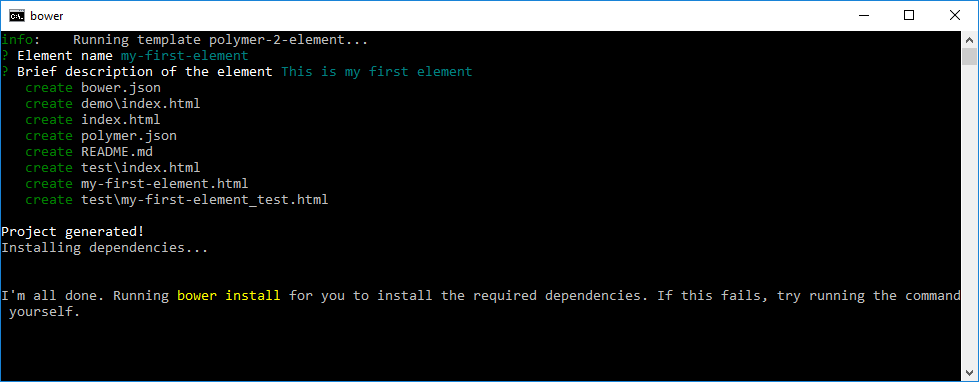 bower
info:    Running template polymer-2-element...
? Element name my-first-element
? Brief description of the element This is my first element
   create bower.json
   create demo\index.html
   create index.html
   create polymer.json
   create README.md
   create test\index.html
   create my-first-element.html
   create test\my-first-element_test.html
Project generated!
Installing dependencies...
I'm all done. Running bower install for you to install the required dependencies. If this fails, try running the command
 yourself.